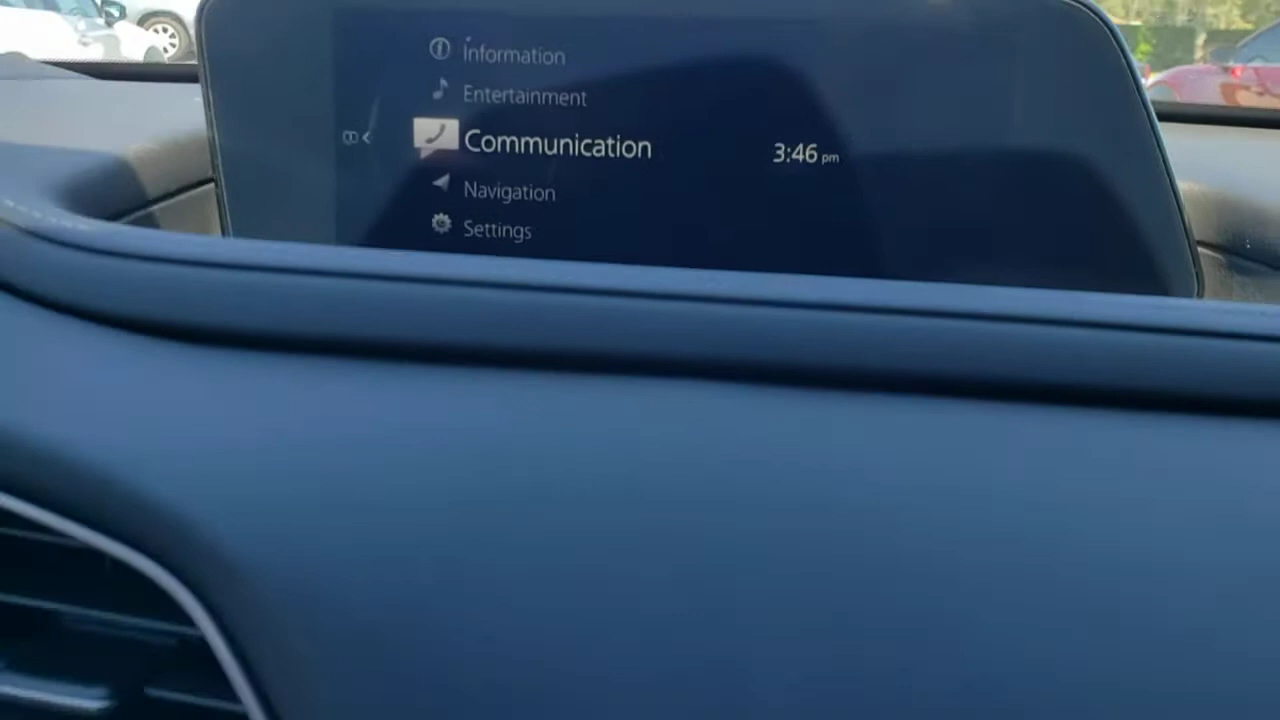 Information
Entertainment
Communication
3:46 pm
Navigation
Settings